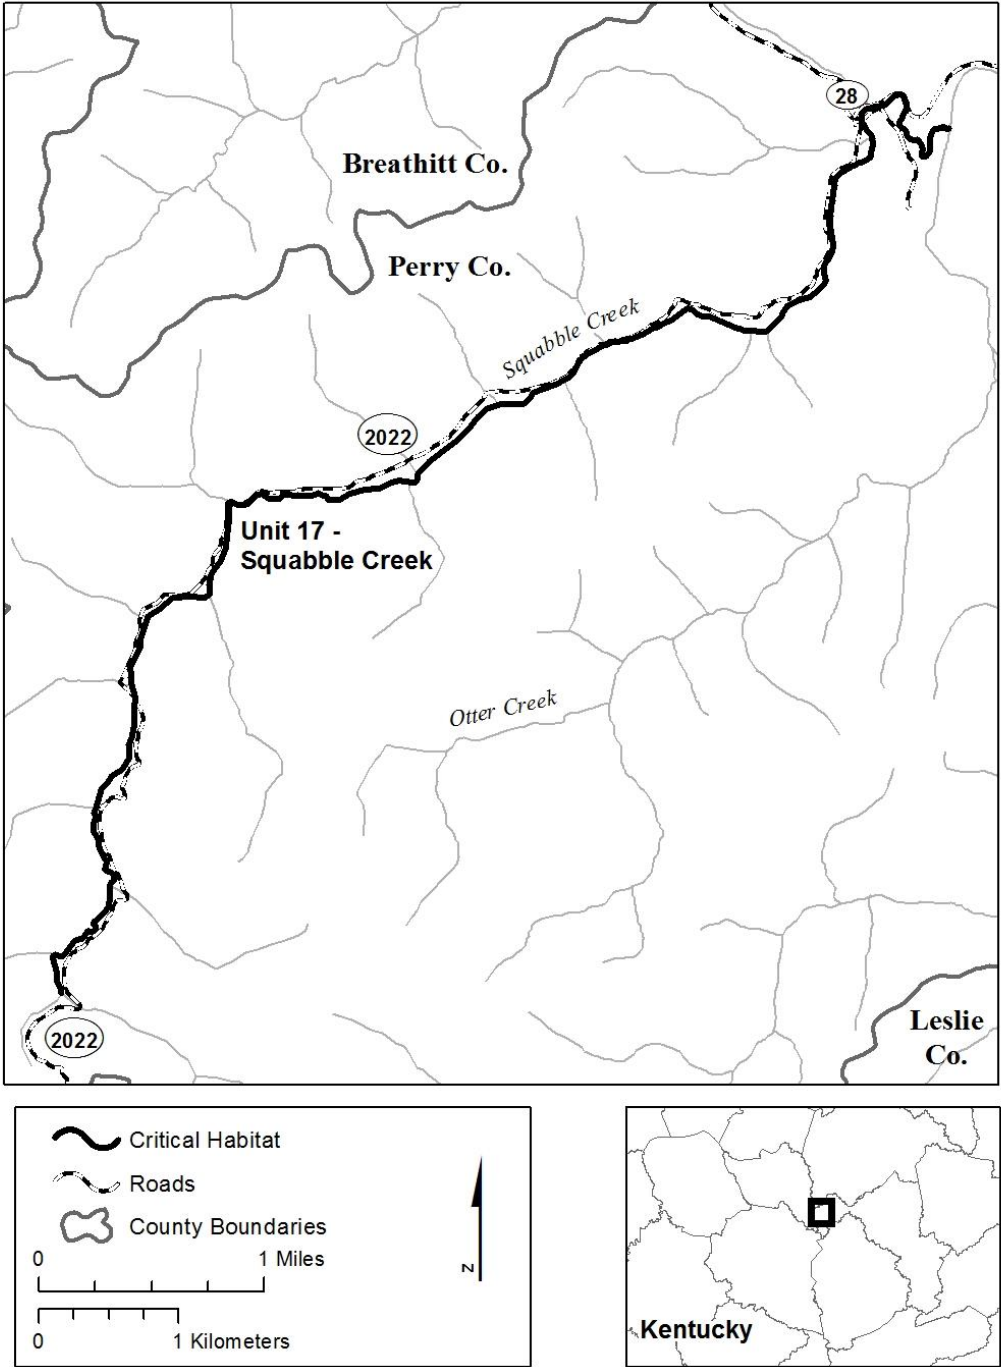 28
Breathitt Co.
Perry Co.
Squabble Creek
2022
Unit 17 -
Squabble Creek
Otter Creek
Leslie
Co.
2022
Critical Habitat
Roads
County Boundaries
0 1 Miles
0 1 Kilometers
N
Kentucky